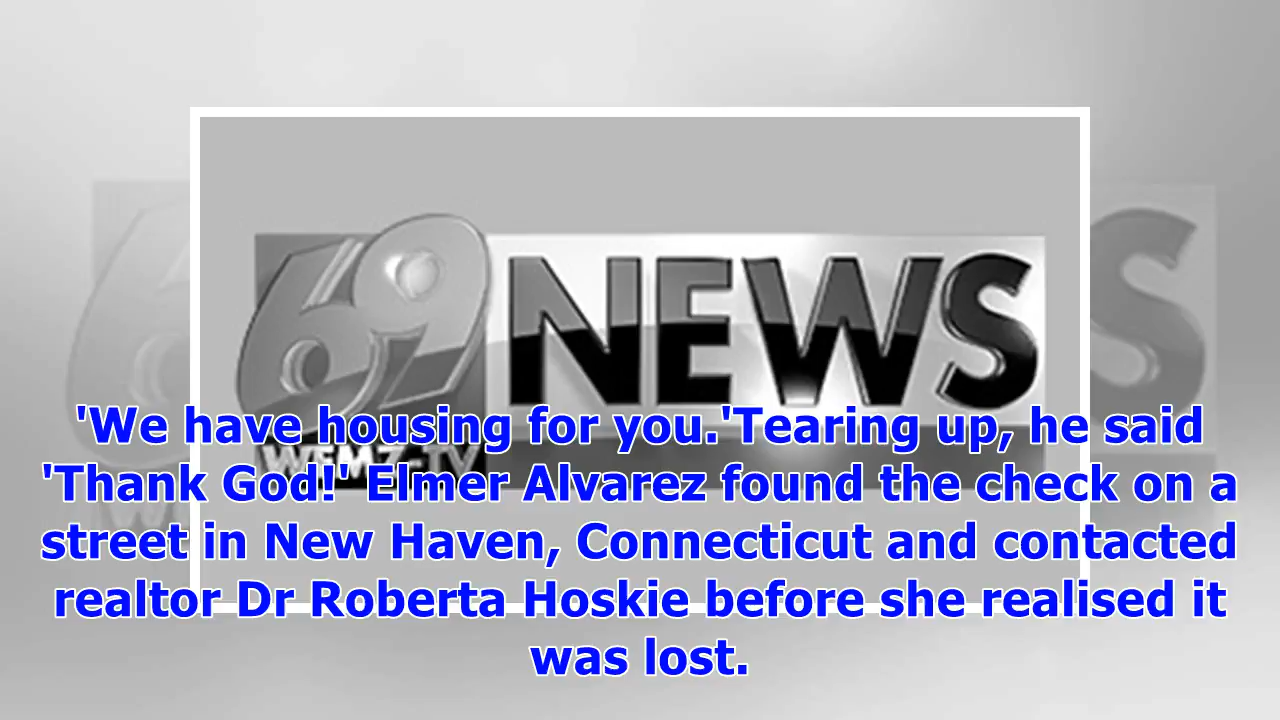 69 NEWS
WFMZ-TV
'We have housing for you.'Tearing up, he said
'Thank God!' Elmer Alvarez found the check on a
street in New Haven, Connecticut and contacted
realtor Dr Roberta Hoskie before she realised it
was lost.